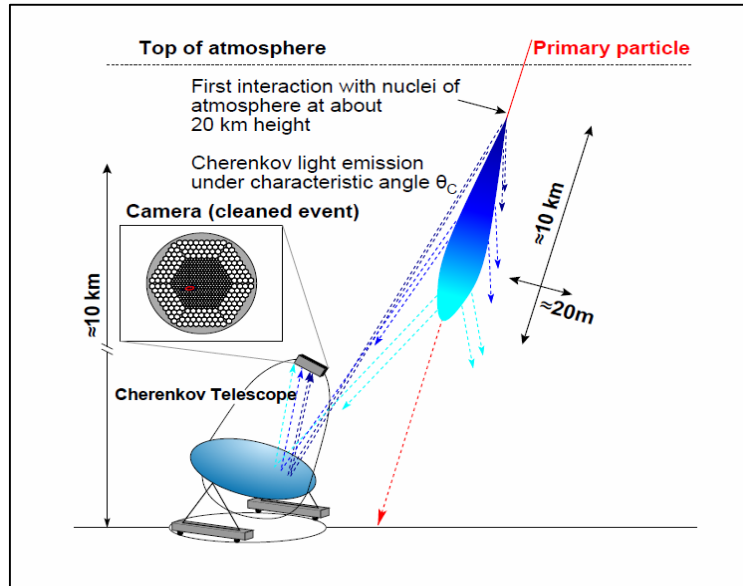 Top of atmosphere
Primary particle
First interaction with nuclei of
atmosphere at about
20 km height
Cherenkov light emission
under characteristic angle θC
Camera (cleaned event)
≈10 km
≈20m
≈10 km
Cherenkov Telescope